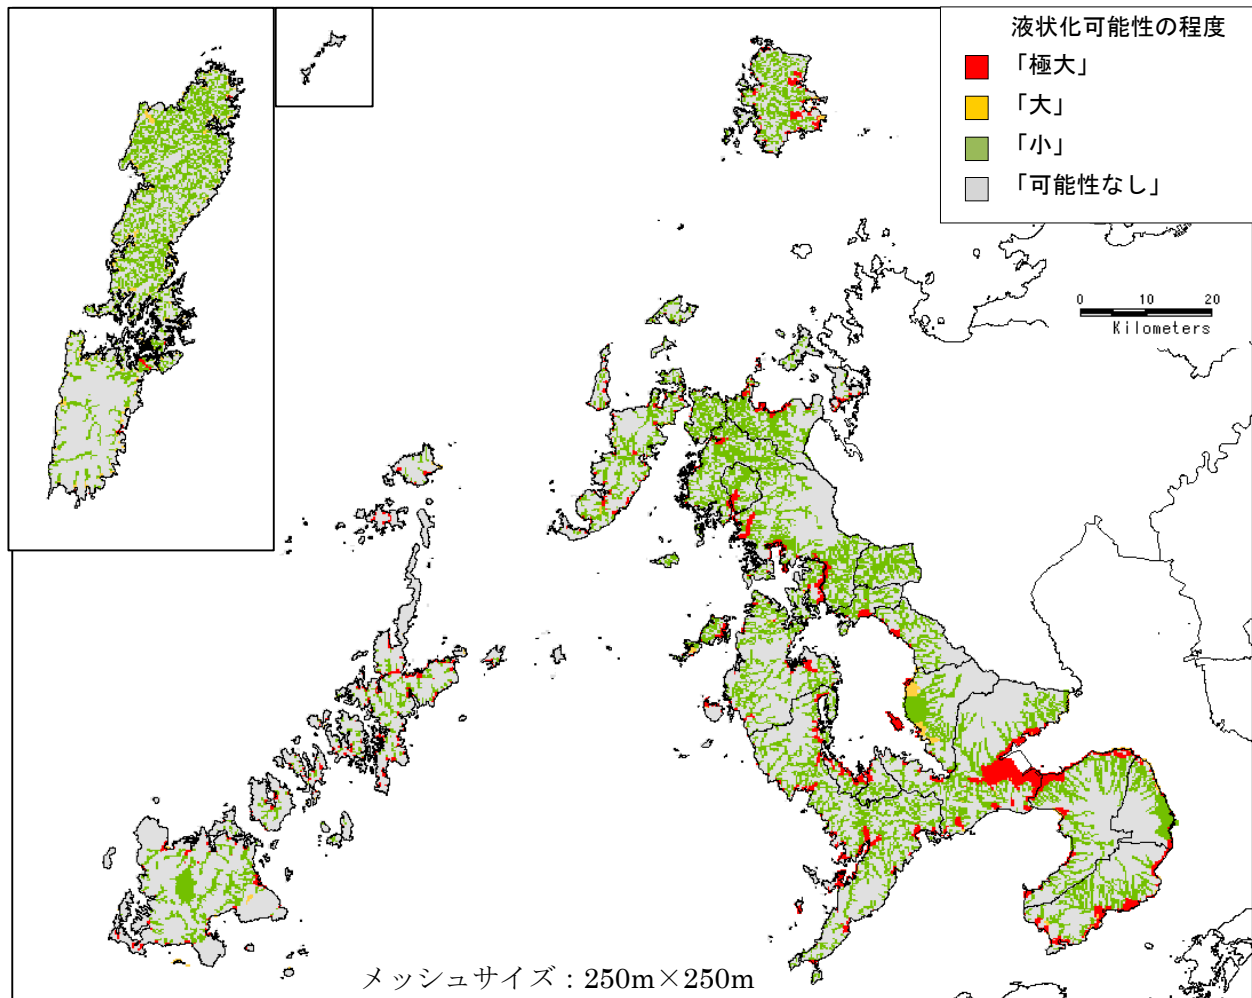 液状化可能性の程度
「極大」
「大」
「小」
「可能性なし」
0 10 20
Kilometers
メッシュサイズ：250m×250m